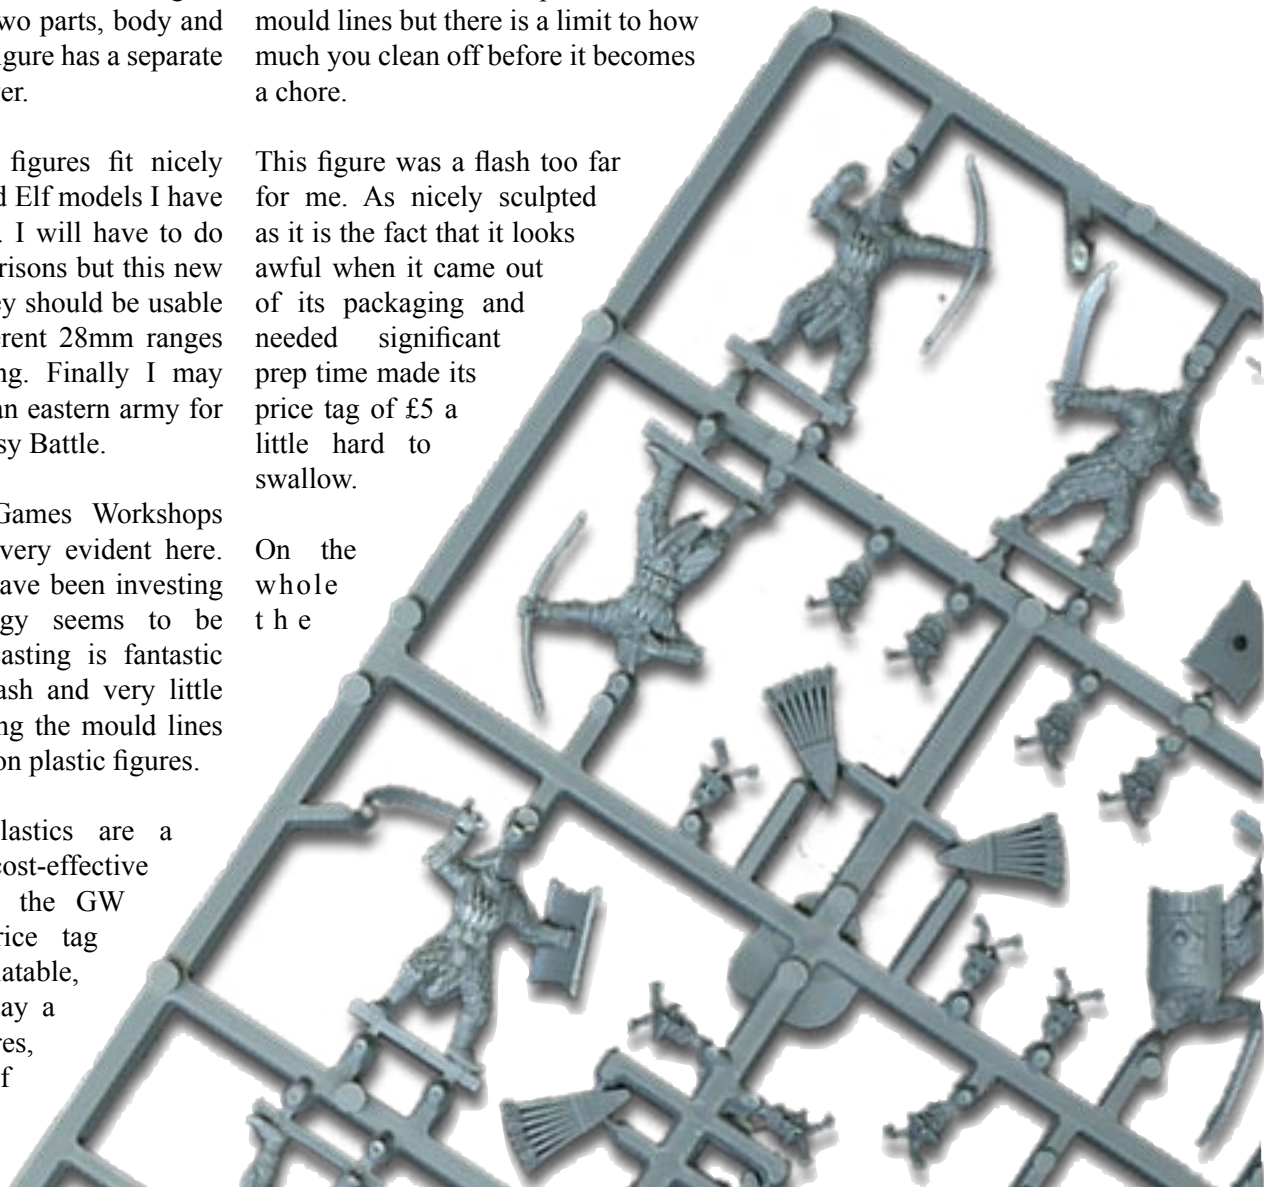 wo parts, body and
igure has a separate
er.
figures fit nicely
d Elf models I have
. I will have to do
risons but this new
ey should be usable
erent 28mm ranges
ng. Finally I may
an eastern army for
sy Battle.
Games Workshops
very evident here.
ave been investing
gy seems to be
asting is fantastic
ash and very little
ng the mould lines
on plastic figures.
lastics are a
cost-effective
the GW
rice tag
atable,
ay a
res,
f
mould lines but there is a limit to how
much you clean off before it becomes
a chore.
This figure was a flash too far
for me. As nicely sculpted
as it is the fact that it looks
awful when it came out
of its packaging and
needed significant
prep time made its
price tag of £5 a
little hard to
swallow.
On the
whole
the